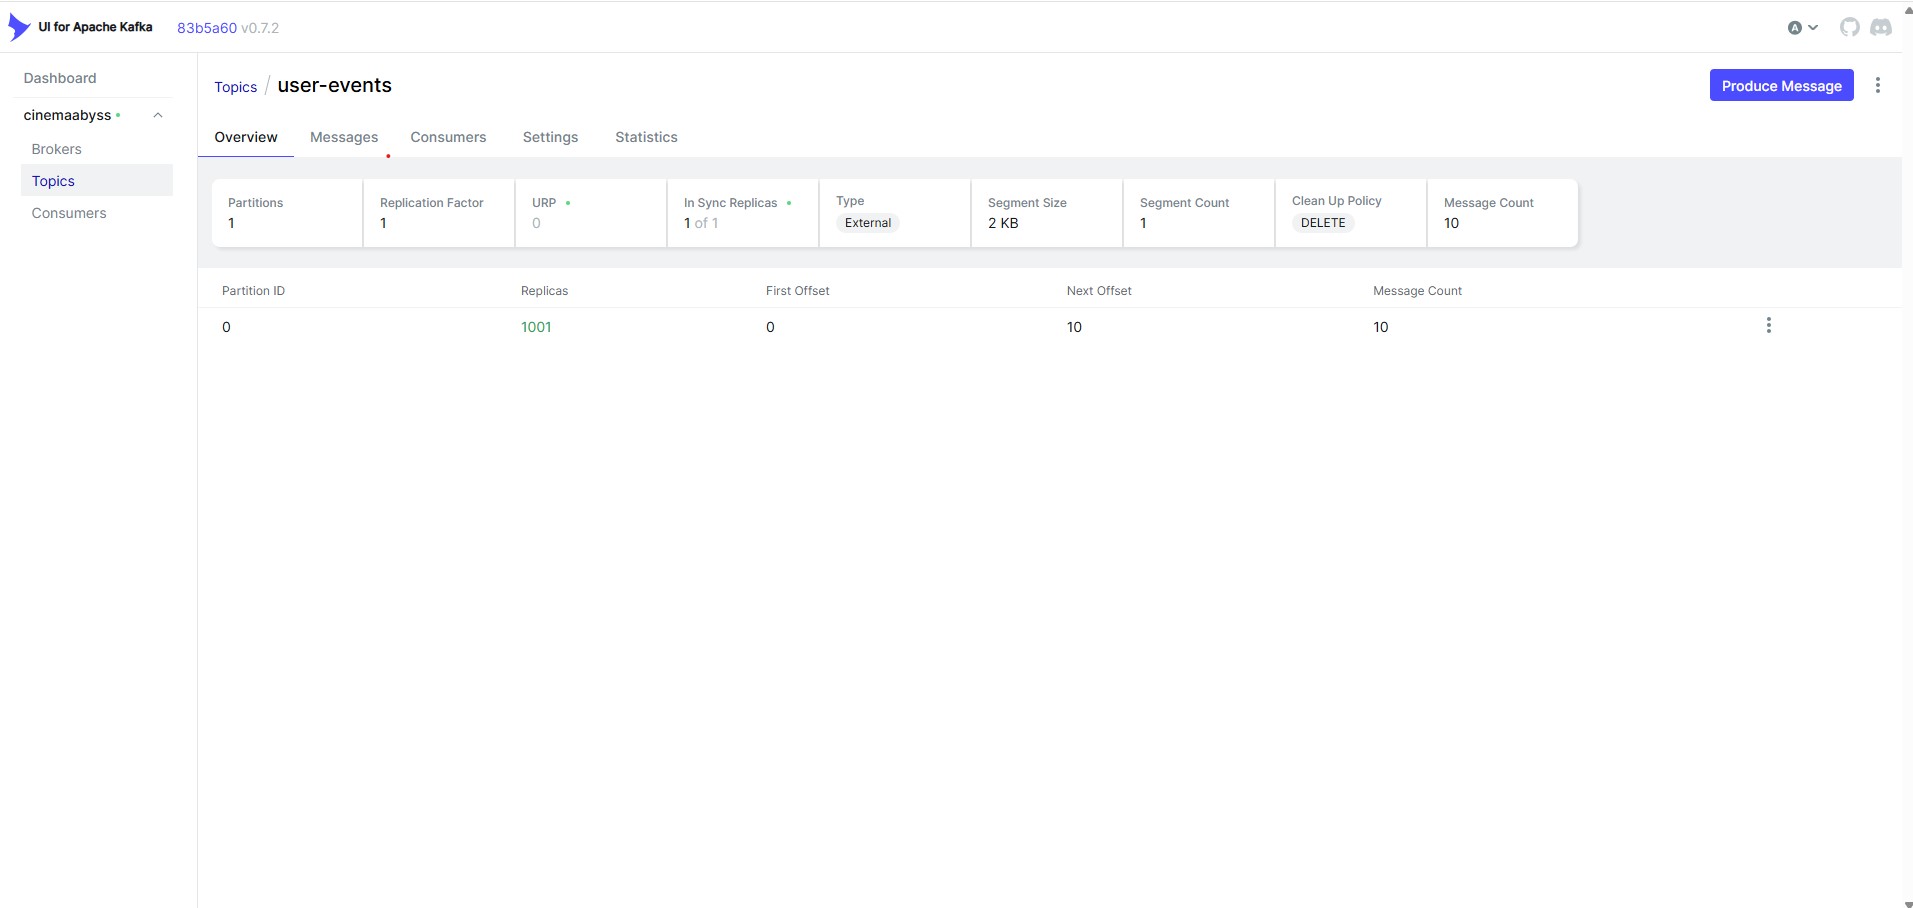 UI for Apache Kafka 83b5a60 v0.7.2
A
Dashboard
cinemaabyss
Brokers
Topics
Consumers
Topics / user-events
Produce Message
Overview Messages Consumers Settings Statistics
Partitions Replication Factor URP In Sync Replicas Type Segment Size Segment Count Clean Up Policy Message Count
1 1 0 1 of 1 External 2 KB 1 DELETE 10
Partition ID Replicas First Offset Next Offset Message Count
0 1001 0 10 10